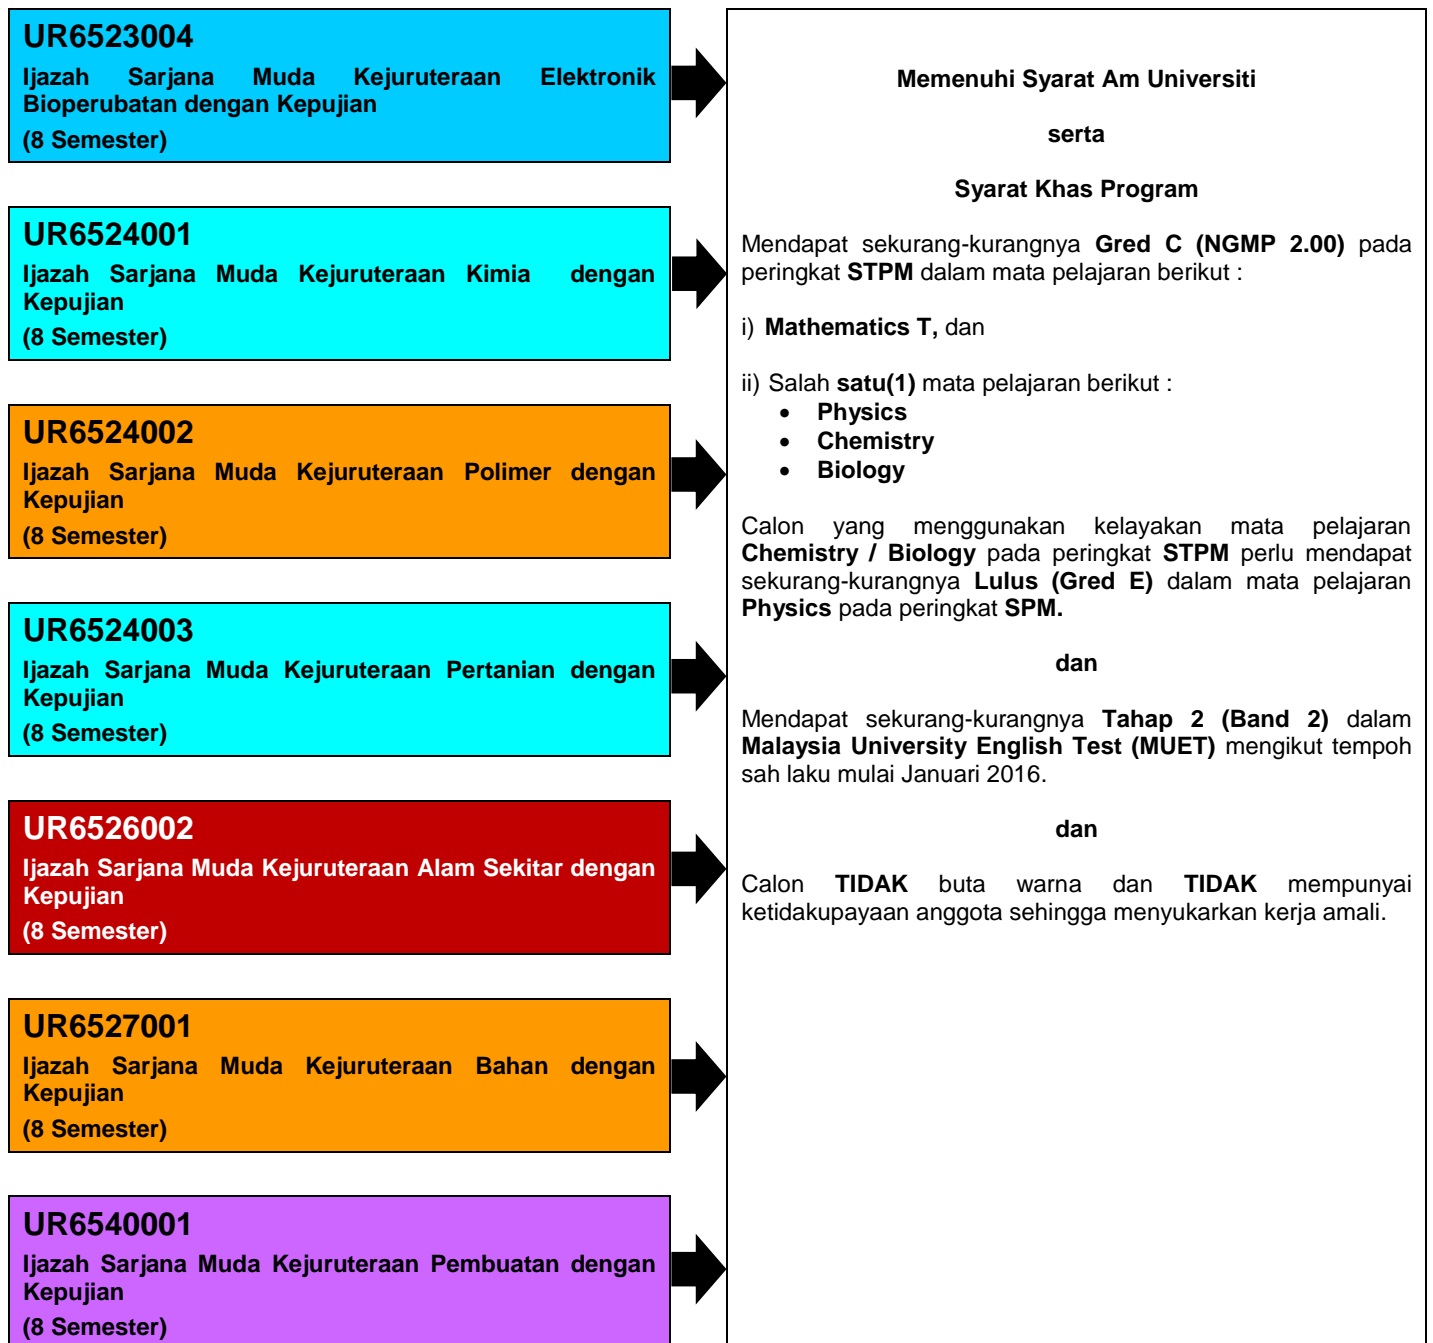 UR6523004
Ijazah Sarjana Muda Kejuruteraan Elektronik
Bioperubatan dengan Kepujian
(8 Semester)
UR6524001
Ijazah Sarjana Muda Kejuruteraan Kimia dengan
Kepujian
(8 Semester)
UR6524002
Ijazah Sarjana Muda Kejuruteraan Polimer dengan
Kepujian
(8 Semester)
UR6524003
Ijazah Sarjana Muda Kejuruteraan Pertanian dengan
Kepujian
(8 Semester)
UR6526002
Ijazah Sarjana Muda Kejuruteraan Alam Sekitar dengan
Kepujian
(8 Semester)
UR6527001
Ijazah Sarjana Muda Kejuruteraan Bahan dengan
Kepujian
(8 Semester)
UR6540001
Ijazah Sarjana Muda Kejuruteraan Pembuatan dengan
Kepujian
(8 Semester)
Memenuhi Syarat Am Universiti
serta
Syarat Khas Program
Mendapat sekurang-kurangnya Gred C (NGMP 2.00) pada
peringkat STPM dalam mata pelajaran berikut :
i) Mathematics T, dan
ii) Salah satu(1) mata pelajaran berikut :
• Physics
• Chemistry
• Biology
Calon yang menggunakan kelayakan mata pelajaran
Chemistry / Biology pada peringkat STPM perlu mendapat
sekurang-kurangnya Lulus (Gred E) dalam mata pelajaran
Physics pada peringkat SPM.
dan
Mendapat sekurang-kurangnya Tahap 2 (Band 2) dalam
Malaysia University English Test (MUET) mengikut tempoh
sah laku mulai Januari 2016.
dan
Calon TIDAK buta warna dan TIDAK mempunyai
ketidakupayaan anggota sehingga menyukarkan kerja amali.